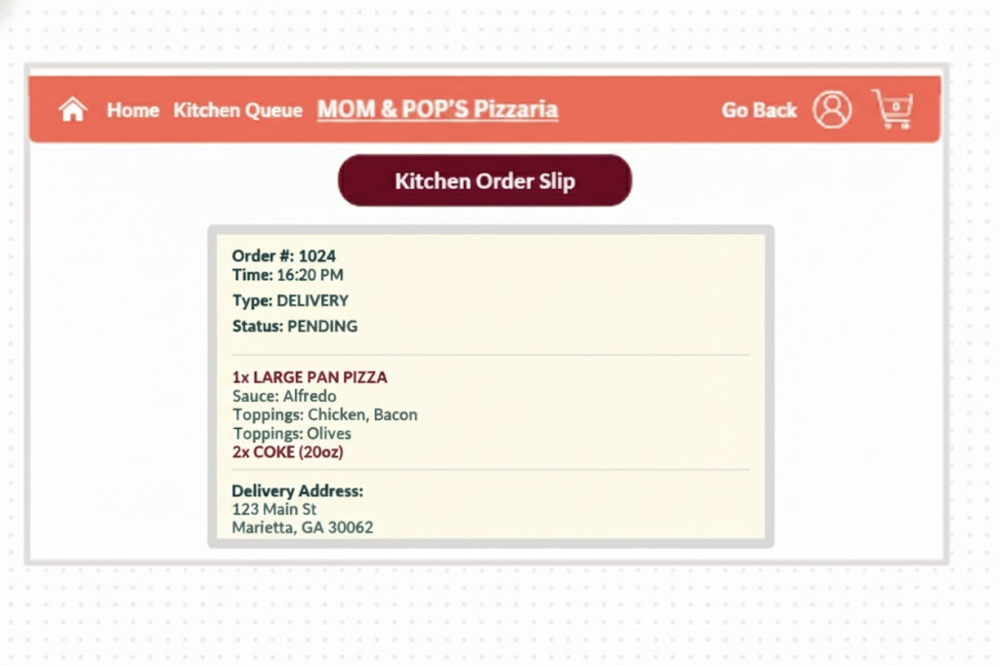 Home Kitchen Queue MOM & POP'S Pizzaria Go Back 0
Kitchen Order Slip
Order #: 1024
Time: 16:20 PM
Type: DELIVERY
Status: PENDING
1x LARGE PAN PIZZA
Sauce: Alfredo
Toppings: Chicken, Bacon
Toppings: Olives
2x COKE (20oz)
Delivery Address:
123 Main St
Marietta, GA 30062